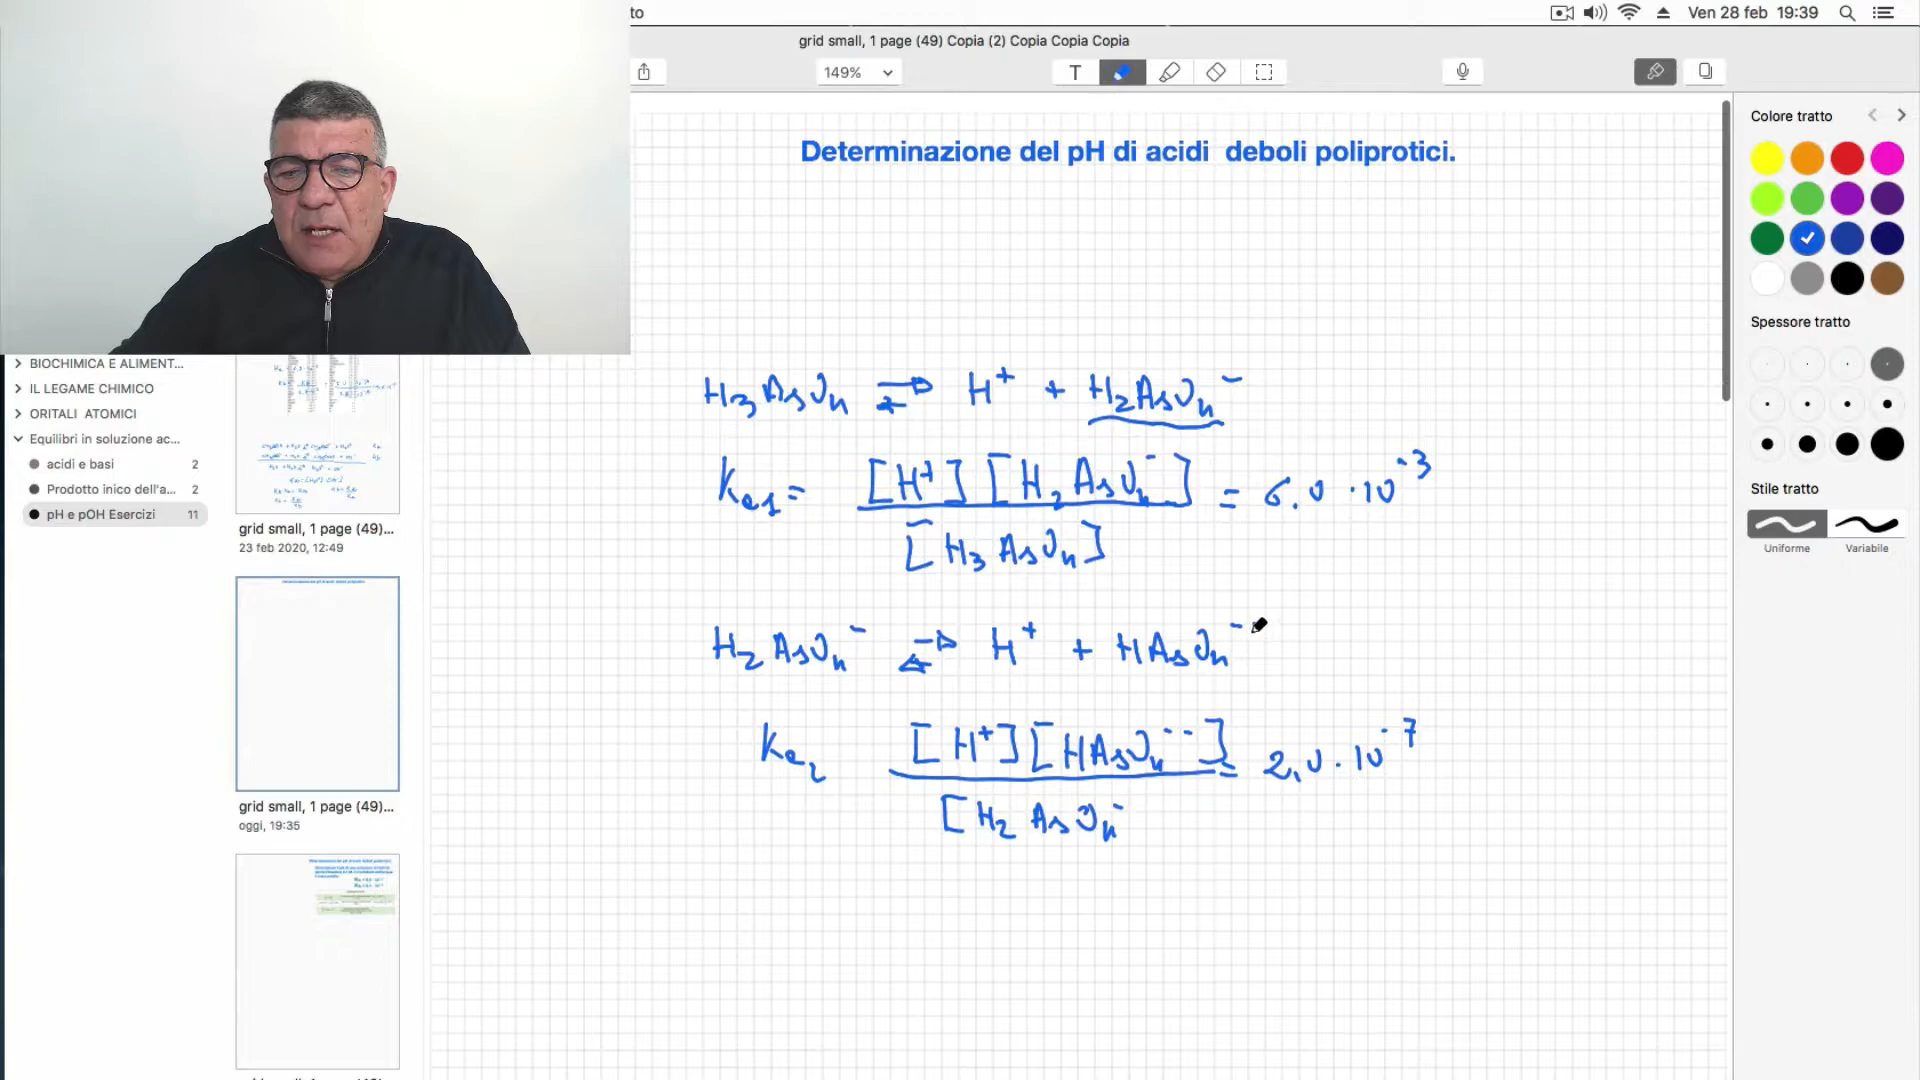 to
Ven 28 feb 19:39
grid small, 1 page (49) Copia (2) Copia Copia Copia
149%
T
Colore tratto
Determinazione del pH di acidi deboli poliprotici.
Spessore tratto
BIOCHIMICA E ALIMENT...
IL LEGAME CHIMICO
ORITALI ATOMICI
Equilibri in soluzione ac...
acidi e basi 2
Prodotto inico dell'a... 2
pH e pOH Esercizi 11
grid small, 1 page (49)...
23 feb 2020, 12:49
grid small, 1 page (49)...
oggi, 19:35
H3AsO4 ⇌ H+ + H2AsO4-
Ka1= [H+][H2AsO4-] = 6.0 · 10-3
[H3AsO4]
H2AsO4- ⇌ H+ + HAsO4-
Ka2 [H+][HAsO4--] = 2,0 · 10-7
[H2AsO4-
Stile tratto
Uniforme Variabile